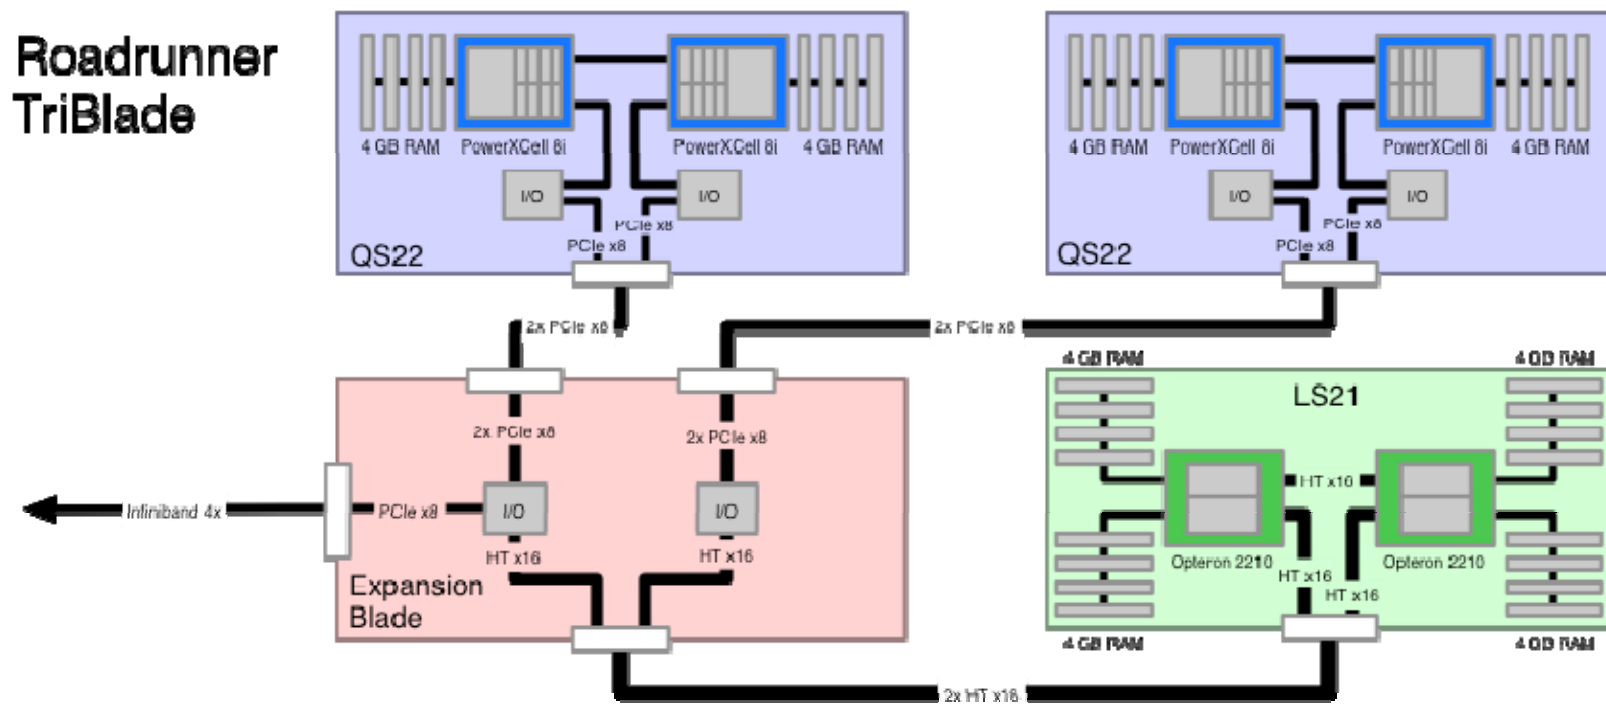 Roadrunner
TriBlade
4 GB RAM
PowerXCell 8i
PowerXCell 8i
4 GB RAM
I/O
I/O
PCIe x8
PCIe x8
QS22
4 GB RAM
PowerXCell 8i
PowerXCell 8i
4 GB RAM
I/O
I/O
PCIe x8
PCIe x8
QS22
2x PCIe x8
2x PCIe x8
2x PCIe x8
2x PCIe x8
Infiniband 4x
PCIe x8
I/O
I/O
HT x16
HT x16
Expansion
Blade
4 GB RAM
4 GB RAM
LS21
HT x16
Opteron 2210
Opteron 2210
HT x16
HT x16
4 GB RAM
4 GB RAM
2x HT x16